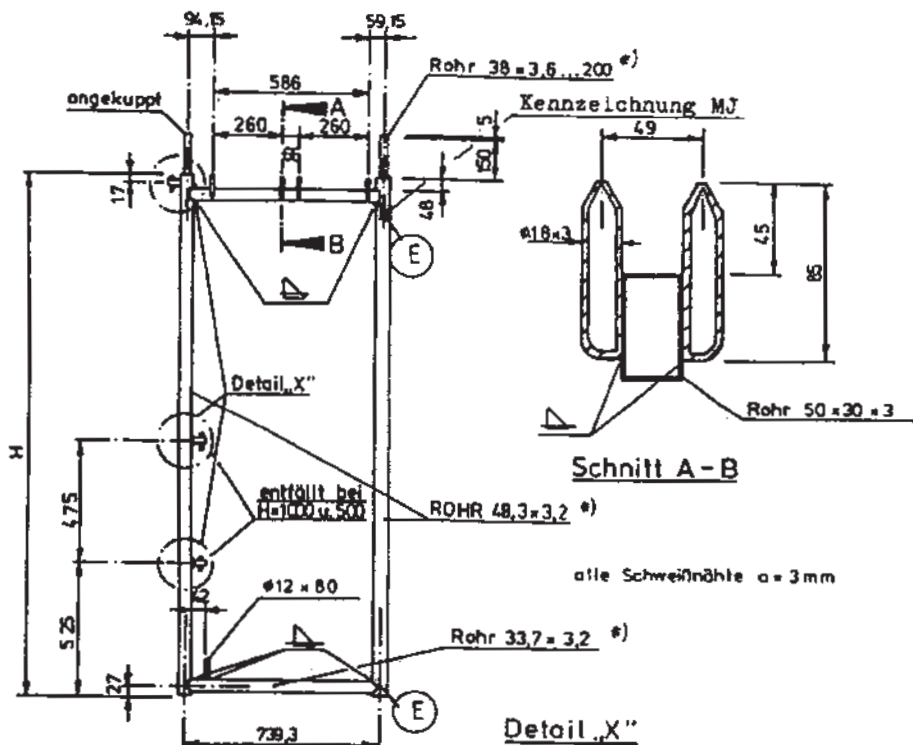 94,15
59,15
586
Rohr 38 × 3,6...200 *)
angekuppt
A
260
260
Kennzeichnung MJ
5
150
48
49
17
B
E
ø18×3
45
85
Detail „X"
Rohr 50 × 30 × 3
Schnitt A-B
H
475
entfällt bei
H=1000 u. 500
ROHR 48,3×3,2 *)
alle Schweißnähte a = 3mm
ø12 × 80
42
525
Rohr 33,7 × 3,2 *)
27
E
739,3
Detail „X"